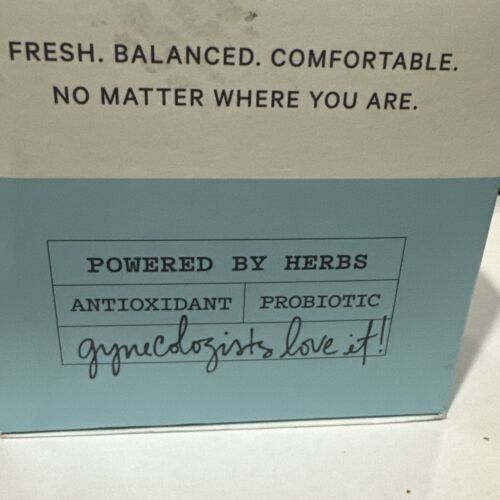 FRESH. BALANCED. COMFORTABLE.
NO MATTER WHERE YOU ARE.
POWERED BY HERBS
ANTIOXIDANT PROBIOTIC
gynecologists love it!